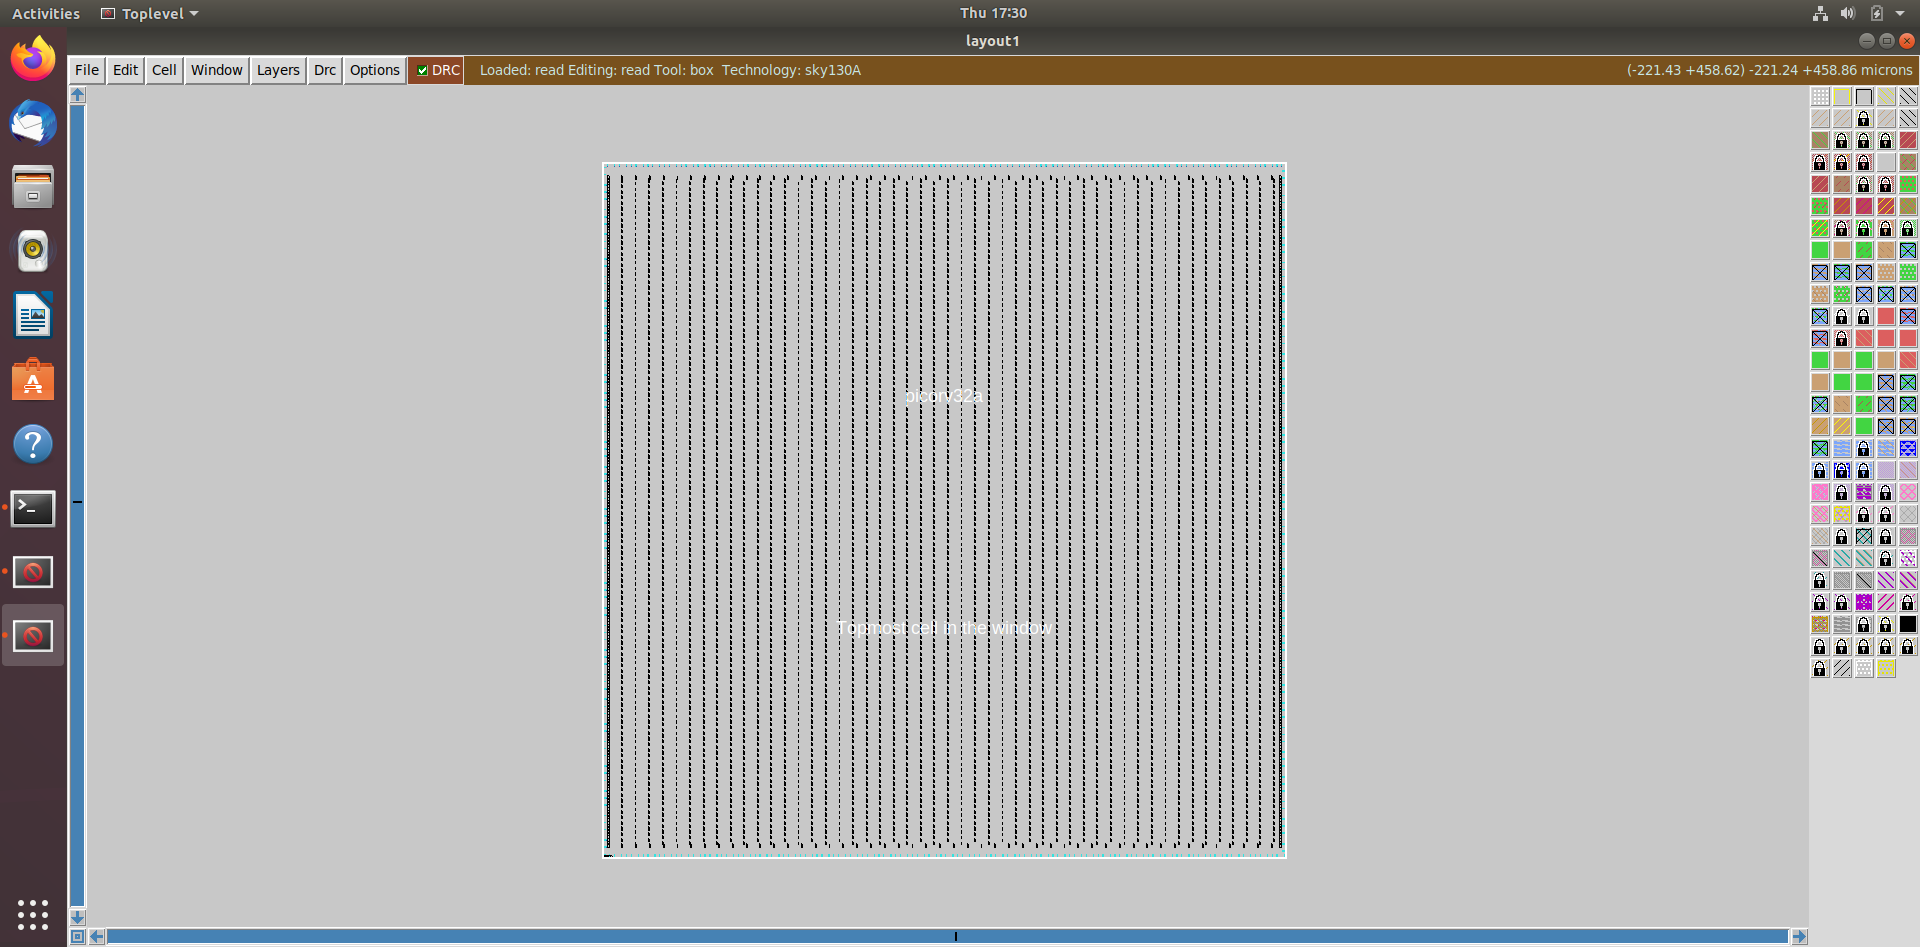 Activities Toplevel Thu 17:30
layout1
File Edit Cell Window Layers Drc Options DRC Loaded: read Editing: read Tool: box Technology: sky130A (-221.43 +458.62) -221.24 +458.86 microns
picorv32a
Topmost cell in the window